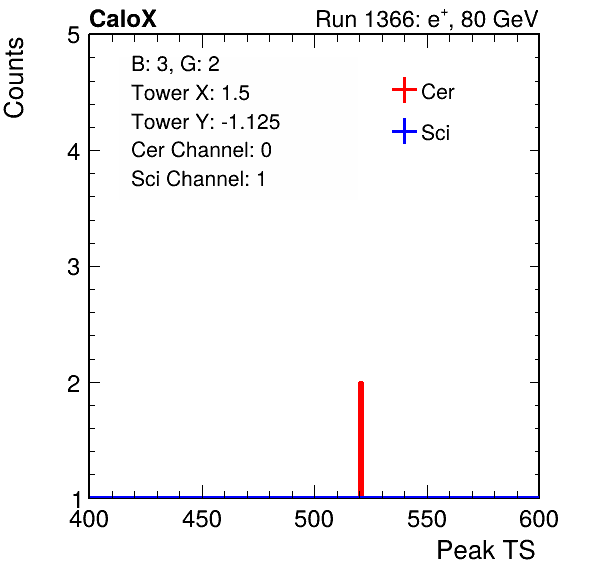 CaloX Run 1366: e⁺, 80 GeV
Counts
B: 3, G: 2
Tower X: 1.5
Tower Y: -1.125
Cer Channel: 0
Sci Channel: 1
Cer
Sci
5
4
3
2
1
400 450 500 550 600
Peak TS